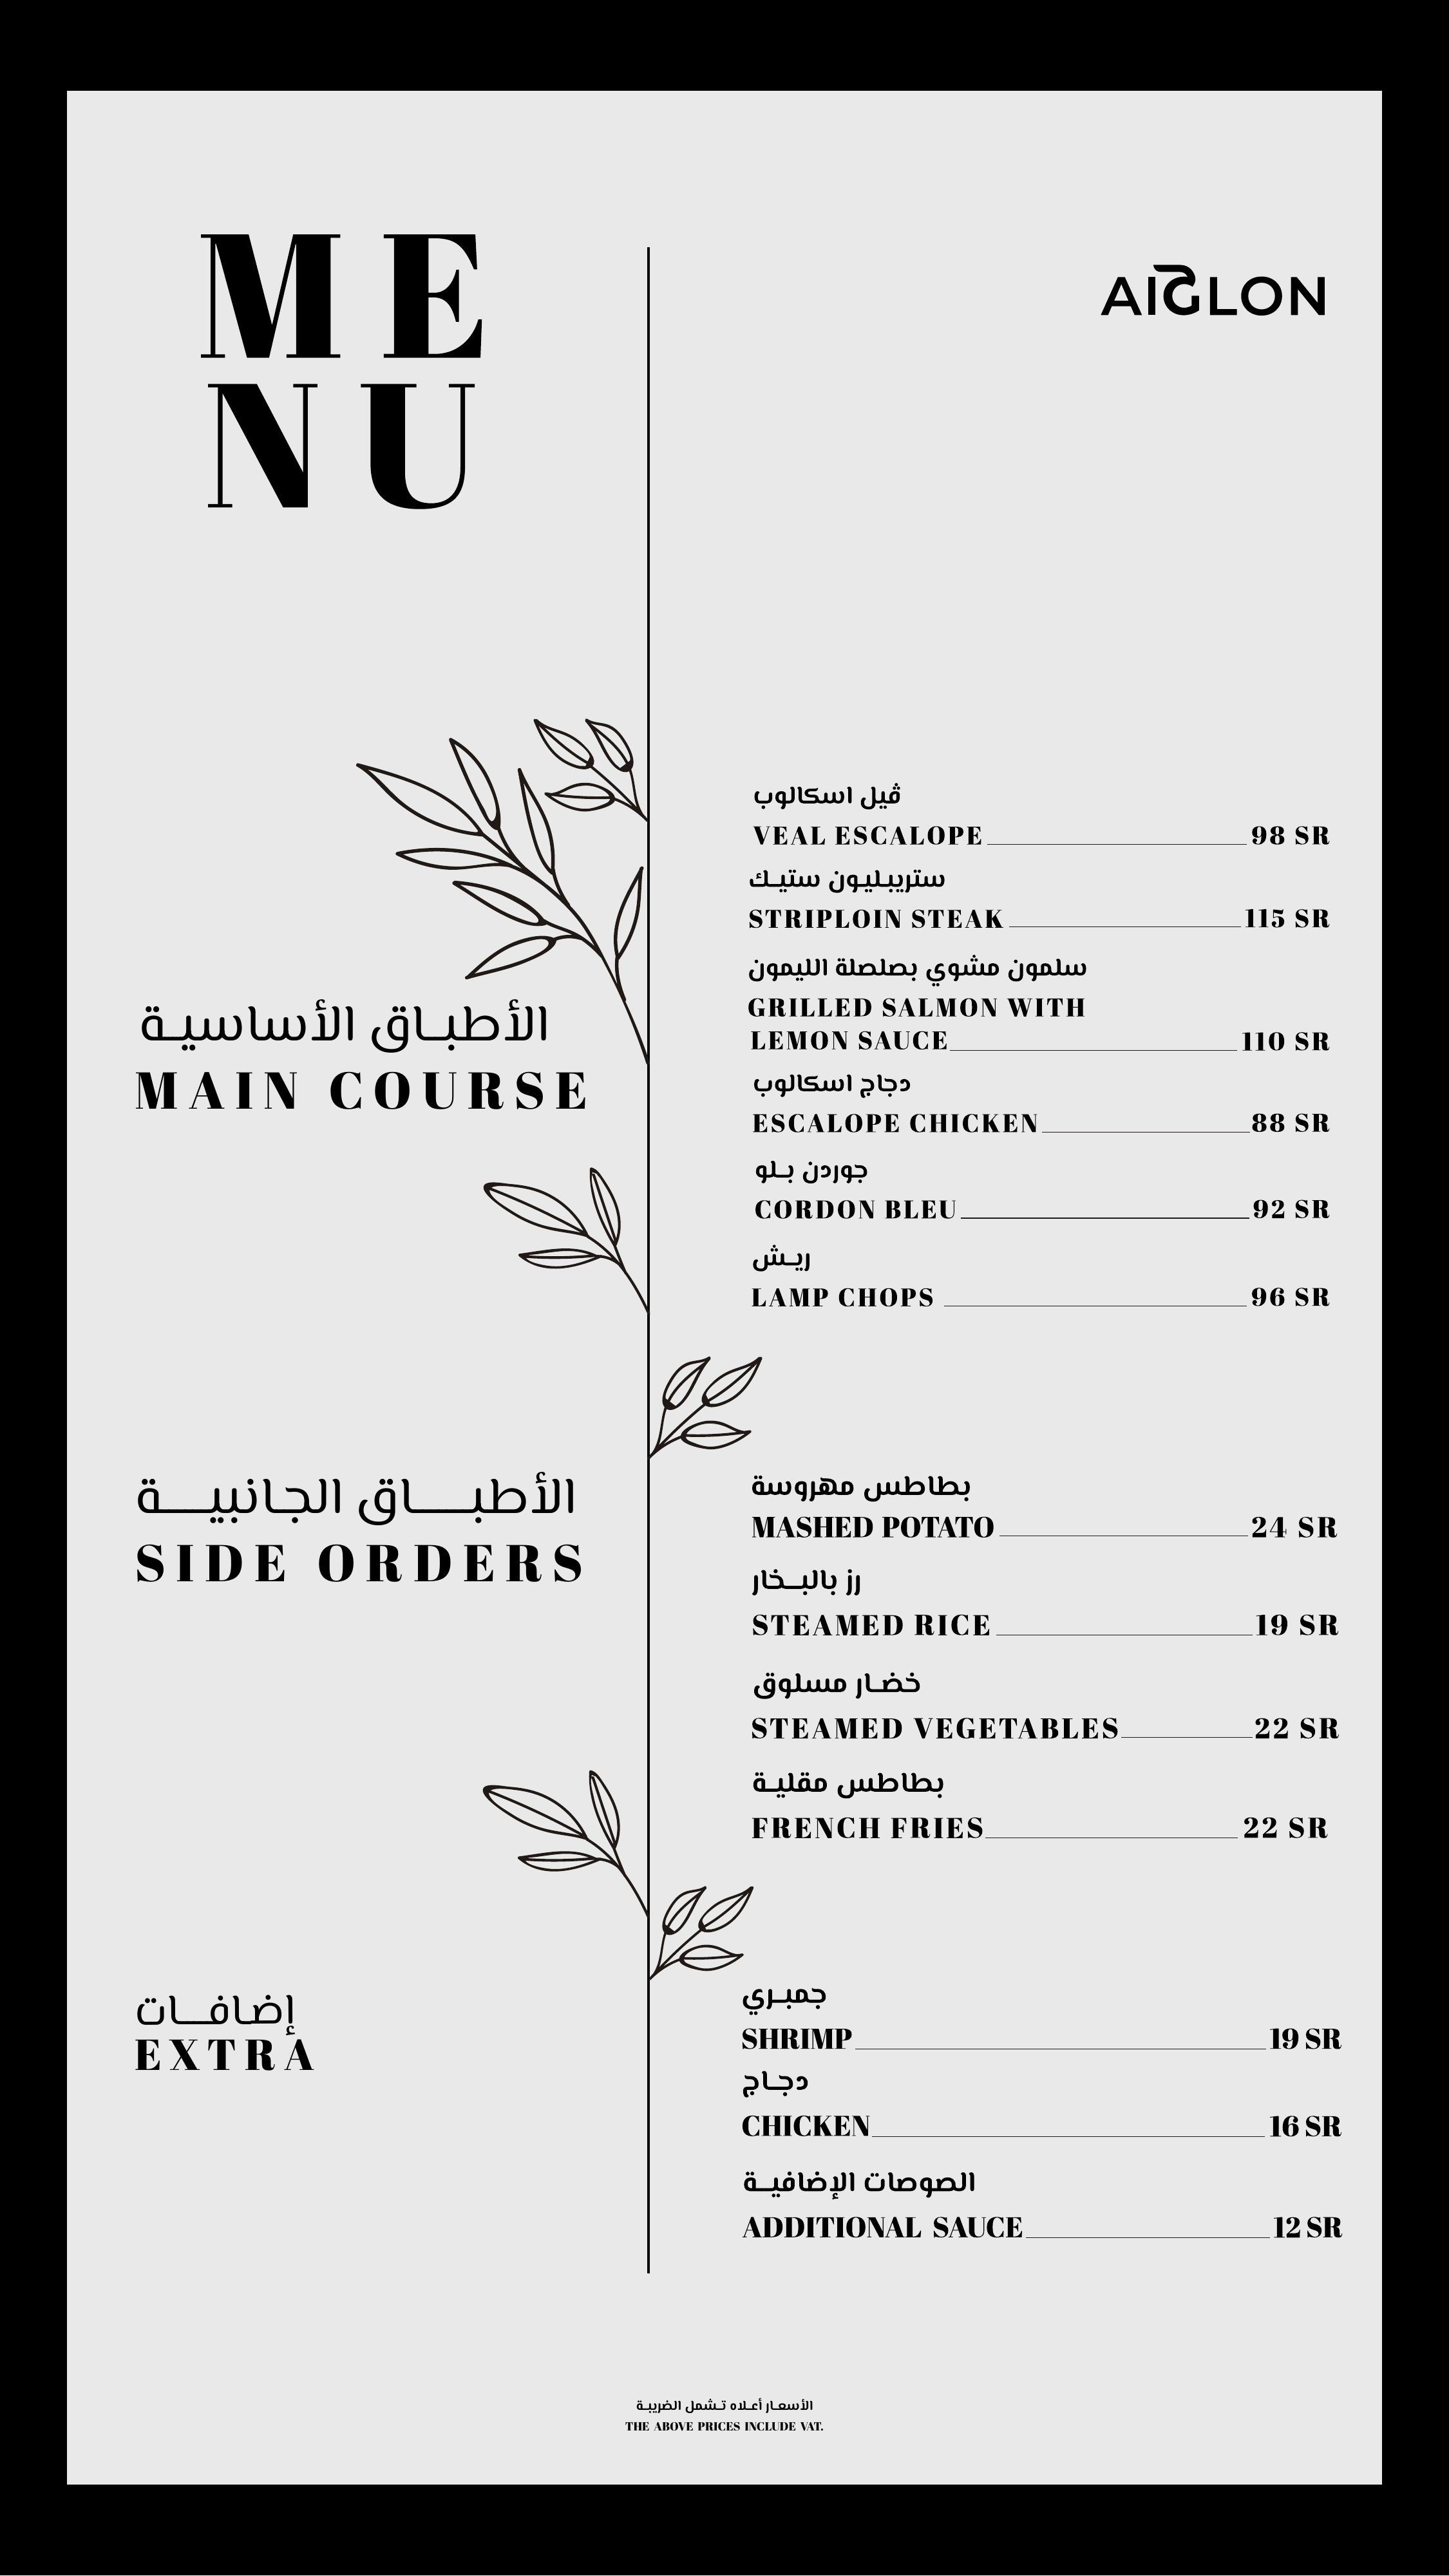 ME
NU
AIGLON
الأطباق الأساسية
MAIN COURSE
ڤيل اسكالوب
VEAL ESCALOPE 98 SR
ستريبليون ستيك
STRIPLOIN STEAK 115 SR
سلمون مشوي بصلصلة الليمون
GRILLED SALMON WITH
LEMON SAUCE 110 SR
دجاج اسكالوب
ESCALOPE CHICKEN 88 SR
جوردن بلو
CORDON BLEU 92 SR
ريش
LAMP CHOPS 96 SR
الأطباق الجانبية
SIDE ORDERS
بطاطس مهروسة
MASHED POTATO 24 SR
رز بالبخار
STEAMED RICE 19 SR
خضار مسلوق
STEAMED VEGETABLES 22 SR
بطاطس مقلية
FRENCH FRIES 22 SR
إضافات
EXTRA
جمبري
SHRIMP 19 SR
دجاج
CHICKEN 16 SR
الصوصات الإضافية
ADDITIONAL SAUCE 12 SR
الأسعار أعلاه تشمل الضريبة
THE ABOVE PRICES INCLUDE VAT.